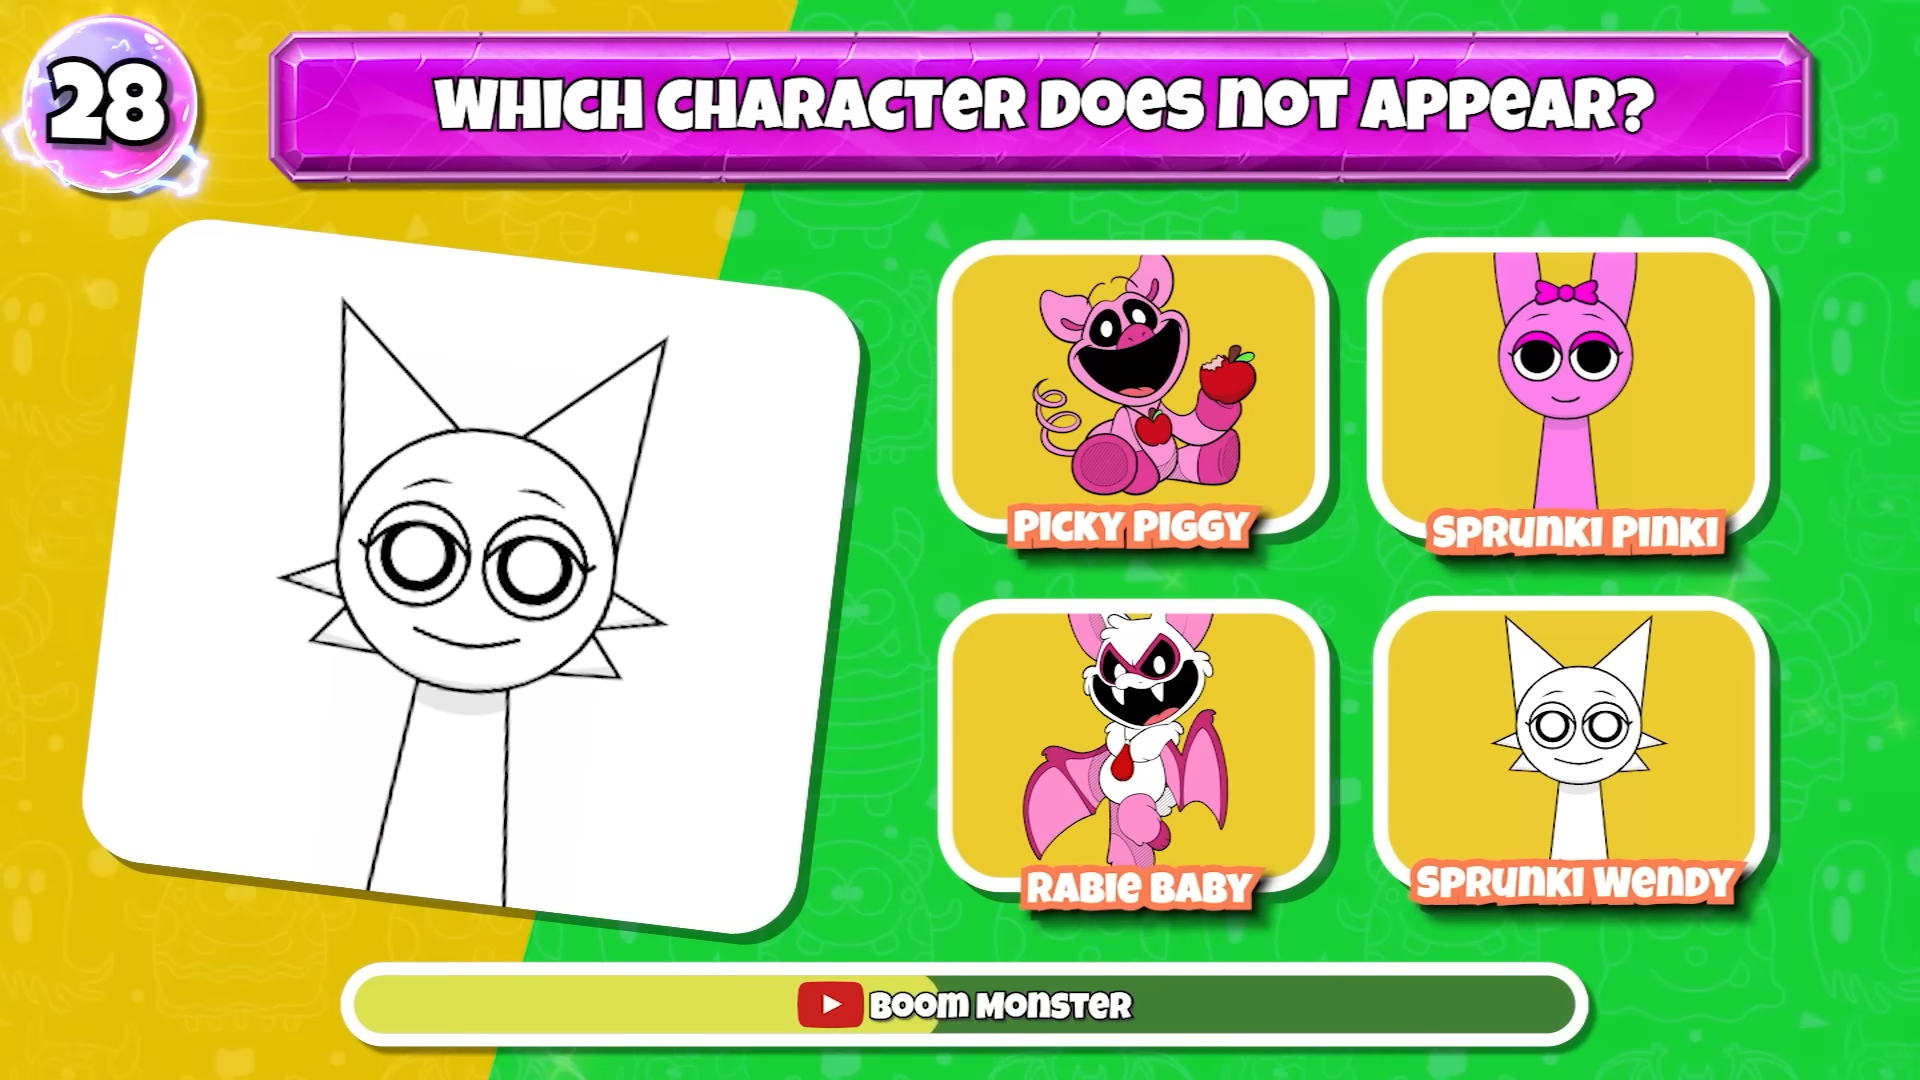 28
WHICH CHARACTER DOES NOT APPEAR?
PICKY PIGGY
SPRUNKI PINKI
RABIE BABY
SPRUNKI WENDY
BOOM MONSTER